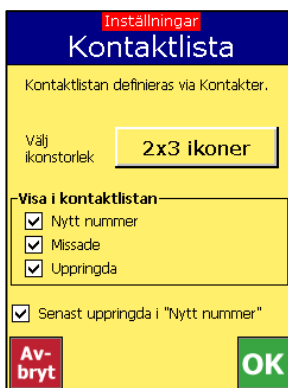 Inställningar
Kontaktlista
Kontaktlistan definieras via Kontakter.
Välj
ikonstorlek
2x3 ikoner
Visa i kontaktlistan
Nytt nummer
Missade
Uppringda
Senast uppringda i "Nytt nummer"
Av-
bryt
OK